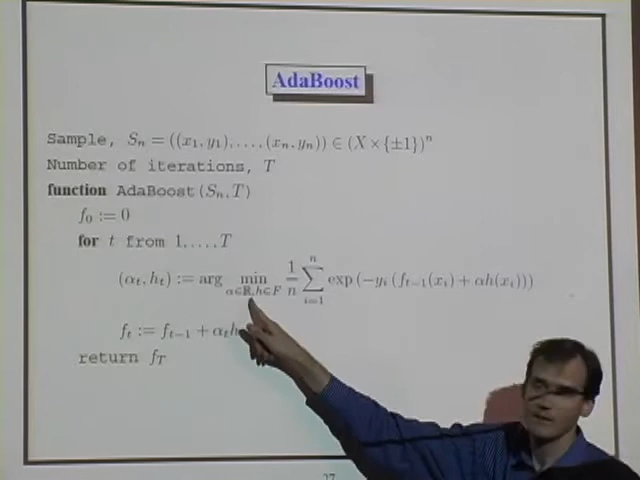 AdaBoost
Sample, Sₙ = ((x₁, y₁), . . . , (xₙ, yₙ)) ∈ (X × {±1})ⁿ
Number of iterations, T
function AdaBoost(Sₙ, T)
f₀ := 0
for t from 1, . . . , T
(αₜ, hₜ) := arg min_{α∈ℝ,h∈F} 1/n ∑_{i=1}^{n} exp (−yᵢ (fₜ₋₁(xᵢ) + αh(xᵢ)))
fₜ := fₜ₋₁ + αₜh
return f_T
27